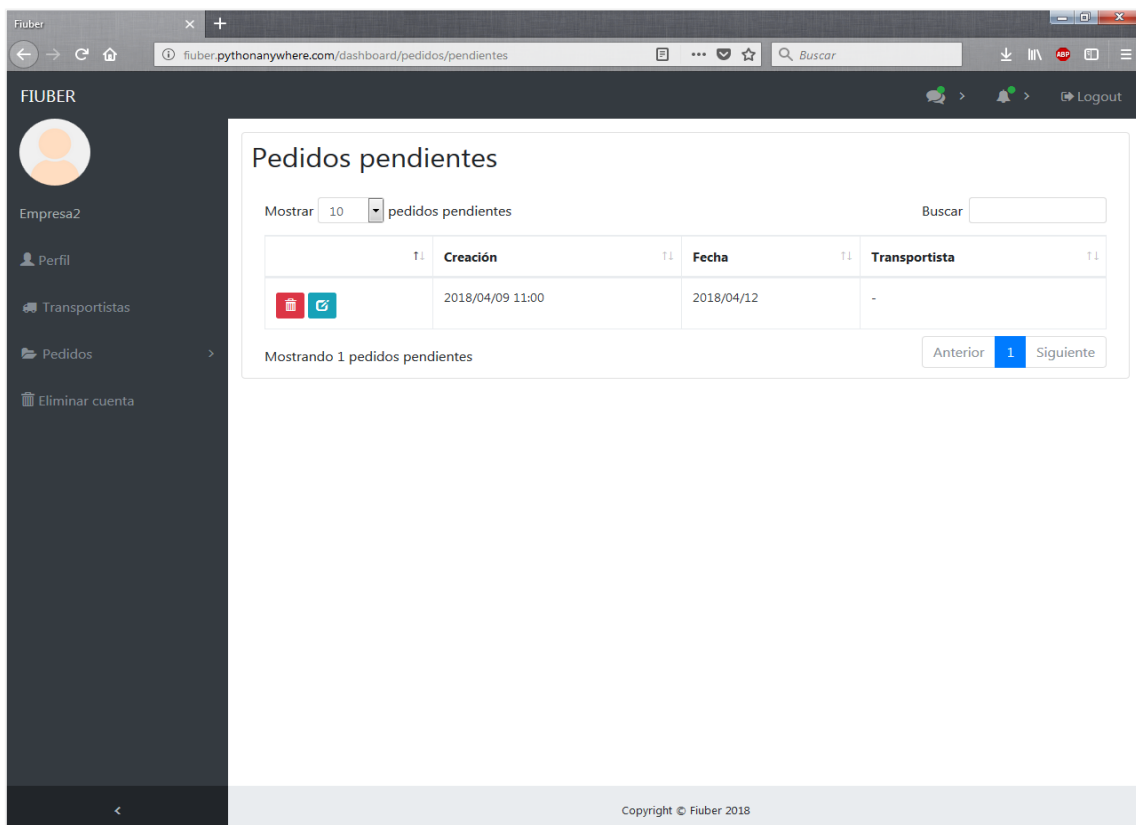 Fiuber
fiuber.pythonanywhere.com/dashboard/pedidos/pendientes
Buscar
ABP
FIUBER
Logout
Empresa2
Perfil
Transportistas
Pedidos
Eliminar cuenta
Pedidos pendientes
Mostrar 10 pedidos pendientes
Buscar
Creación Fecha Transportista
2018/04/09 11:00 2018/04/12 -
Mostrando 1 pedidos pendientes
Anterior 1 Siguiente
Copyright © Fiuber 2018